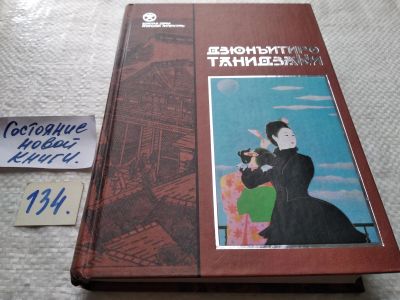 ДЗЮНЪИТИРО
ТАНИДЗАКИ
Состояние
новой
книги.
134.